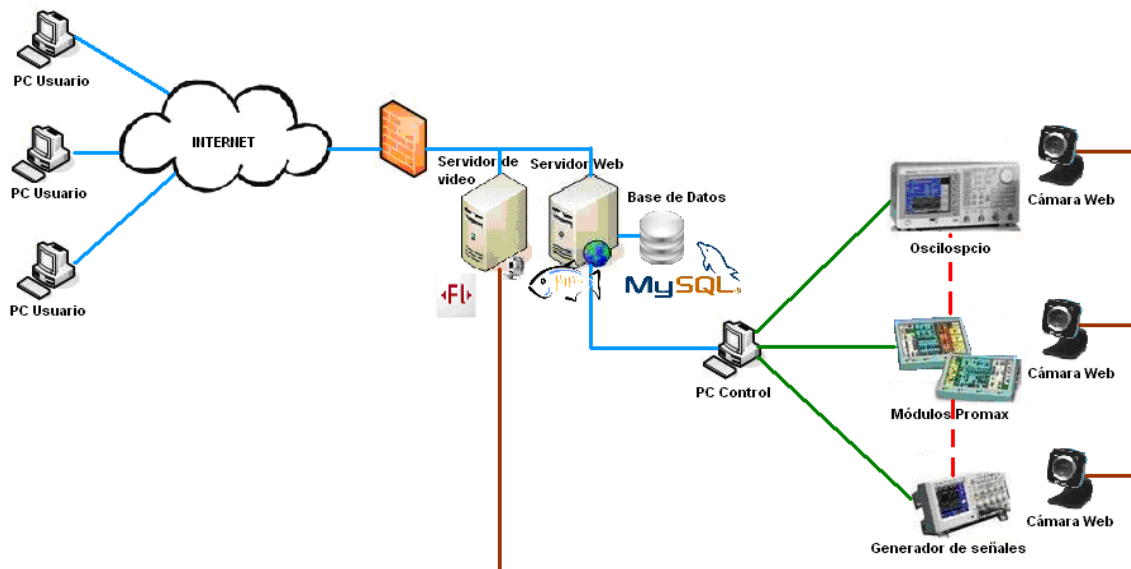 PC Usuario
INTERNET
PC Usuario
PC Usuario
Servidor de
video
Servidor Web
Base de Datos
Fl
MySQL
PC Control
Oscilospcio
Cámara Web
Módulos Promax
Cámara Web
Generador de señales
Cámara Web